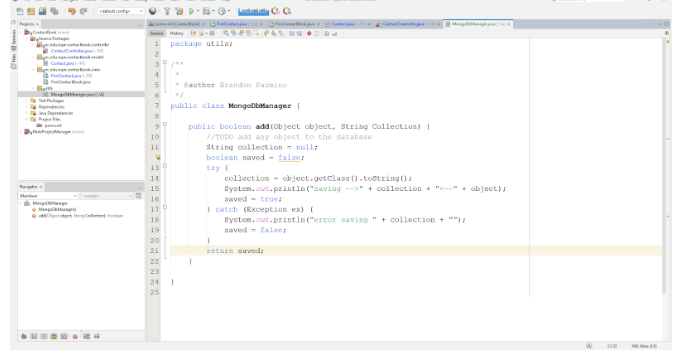 <default config>
Projects ×
ContactBook
Source Packages
ec.edu.espe.contactbook.controller
ContactController.java
ec.edu.espe.contactbook.model
Contact.java
ec.edu.espe.contactbook.view
FrmContact.java
FrmContactBook.java
utils
MongoDbManager.java
Test Packages
Dependencies
Java Dependencies
Project Files
pom.xml
Navigator ×
Members
<empty>
MongoDbManager
MongoDbManager()
add(Object object, String Collection) : boolean
pom.xml [ContactBook] ×
FrmContact.java
FrmContactBook.java
Contact.java
ContactController.java
MongoDbManager.java
Source
History
1 package utils;
2
3 /**
4 *
5 * @author Brandon Pazmino
6 */
7 public class MongoDbManager {
8
9 public boolean add(Object object, String Collection) {
10 //TODO add any object to the database
11 String collection = null;
boolean saved = false;
13 try {
14 collection = object.getClass().toString();
15 System.out.println("saving -->" + collection + "<--" + object);
16 saved = true;
17 } catch (Exception ex) {
18 System.out.println("error saving " + collection + "");
19 saved = false;
20 }
21 return saved;
22 }
23
24 }
25